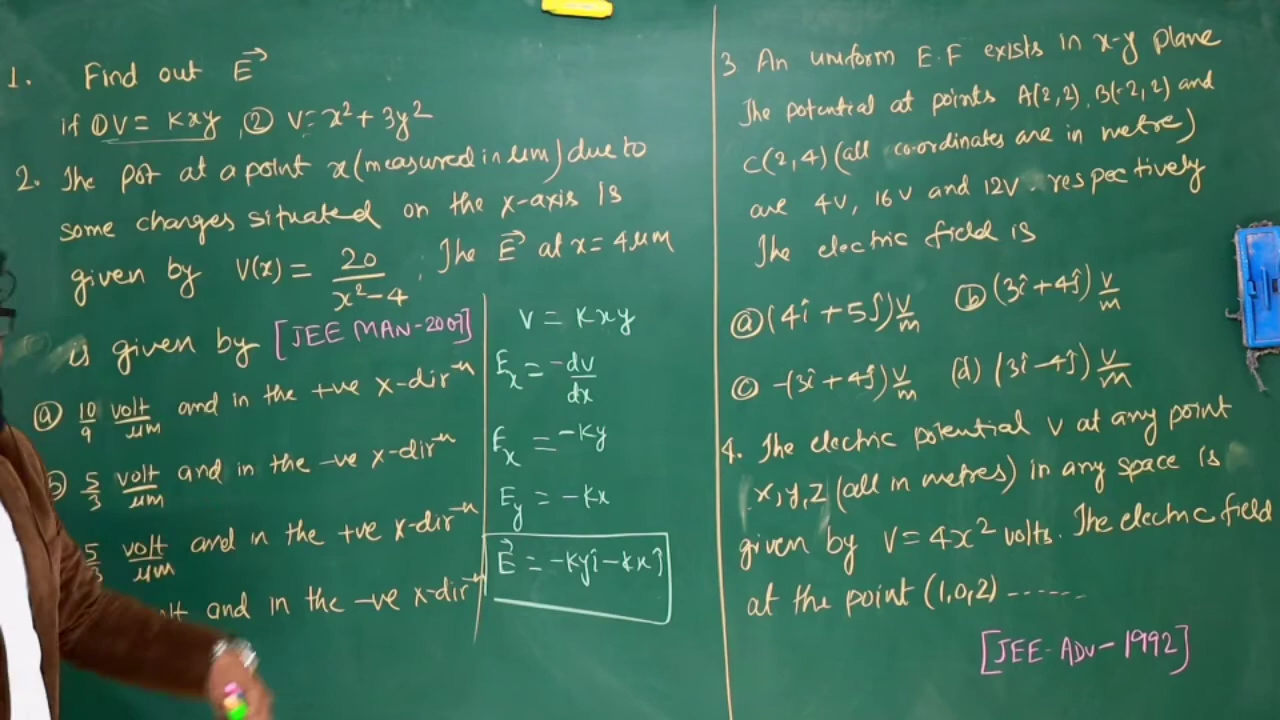 1. Find out E→
if ① V = Kxy, ② V = x² + 3y²
2. The pot at a point x (measured in μm) due to
some charges situated on the x-axis is
given by V(x) = 20/(x²-4); The E→ at x = 4μm
is given by [JEE MAN-2007]
ⓐ 10/9 volt/μm and in the +ve x-dirⁿ
b) 5/3 volt/μm and in the -ve x-dirⁿ
5/3 volt/μm and in the +ve x-dirⁿ
and in the -ve x-dirⁿ
V = Kxy
Eₓ = -dv/dx
Eₓ = -Ky
E_y = -Kx
E→ = -Kyî - Kxĵ
3 An uniform E.F exists in x-y plane
The potential at points A(2,2), B(-2,2) and
C(2,4) (all co-ordinates are in metre)
are 4V, 16V and 12V. respectively
The electric field is
ⓐ (4î + 5ĵ) V/m ⓑ (3î + 4ĵ) V/m
ⓒ -(3î + 4ĵ) V/m (d) (3î - 4ĵ) V/m
4. The electric potential V at any point
x, y, z (all in metres) in any space is
given by V = 4x² volts. The electric field
at the point (1,0,2) ------
[JEE-Adv-1992]